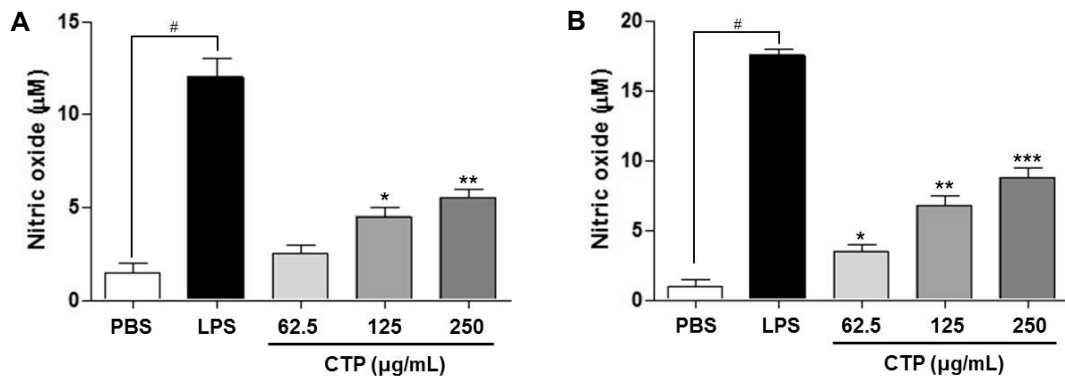 A
Nitric oxide (μM)
15
10
5
0
#
*
**
PBS LPS 62.5 125 250
CTP (μg/mL)
B
Nitric oxide (μM)
20
15
10
5
0
#
*
**
***
PBS LPS 62.5 125 250
CTP (μg/mL)